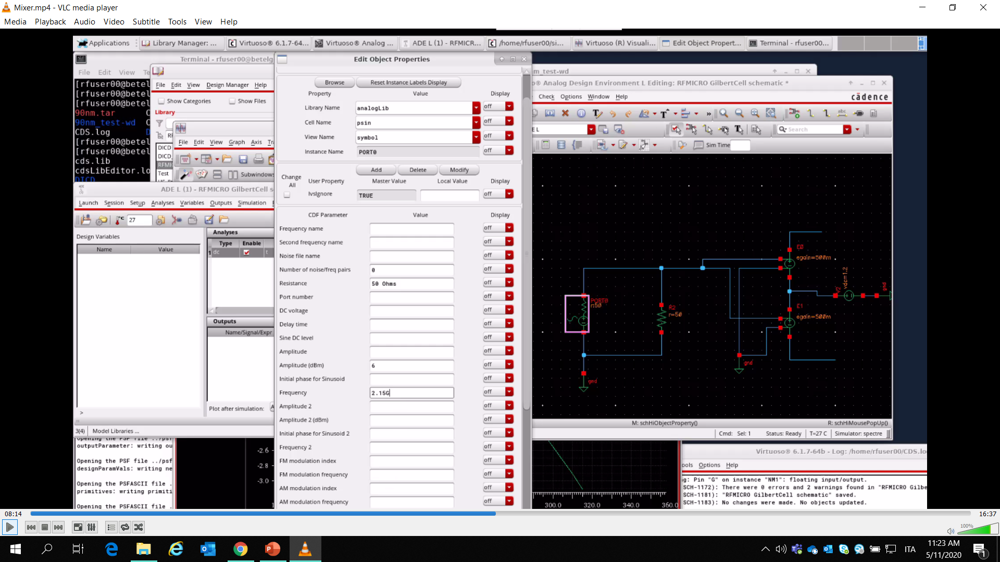 Mixer.mp4 - VLC media player
Media Playback Audio Video Subtitle Tools View Help
Applications
Library Manager: ...
Virtuoso® 6.1.7-64...
Virtuoso® Analog ...
ADE L (1) - RFMICR...
/home/rfuser00/si...
Virtuoso (R) Visuali...
Edit Object Propert...
Terminal - rfuser00...
Terminal - rfuser00@betelg
File Edit View Te
[rfuser00@betel
[rfuser00@betel
[rfuser00@betel
90nm.tar C
90nm_test-wd C
CDS.log D
[rfuser00@betel
[rfuser00@betel
cds.lib
cdsLibEditor.lo
DICD
File Edit View Design Manager Help
Show Categories Show Files
Library
RF
DICD
DICD_
RFMIC
Test
File Edit View Graph Axis Tra
Subwindows
Edit Object Properties
Browse Reset Instance Labels Display
Property Value Display
Library Name analogLib off
Cell Name psin off
View Name symbol off
Instance Name PORT0 off
Add Delete Modify
Change All
User Property Master Value Local Value Display
lvsIgnore TRUE off
CDF Parameter Value Display
Frequency name off
Second frequency name off
Noise file name off
Number of noise/freq pairs 0 off
Resistance 50 Ohms off
Port number off
DC voltage off
Delay time off
Sine DC level off
Amplitude off
Amplitude (dBm) 6 off
Initial phase for Sinusoid off
Frequency 2.15G off
Amplitude 2 off
Amplitude 2 (dBm) off
Initial phase for Sinusoid 2 off
Frequency 2 off
FM modulation index off
FM modulation frequency off
AM modulation index off
AM modulation frequency off
ADE L (1) - RFMICRO GilbertCell s
Launch Session Setup Analyses Variables Outputs Simulation
27
Design Variables
Name Value
Analyses
Type Enable
1 dc t
Outputs
Name/Signal/Expr
Plot after simulation: A
>
3(4) Model Libraries ...
Opening the PSF file ../psf
outputParameter: writing ou
Opening the PSF file ../psf
designParamVals: writing ne
Opening the PSFASCII file .
primitives: writing primiti
Opening the PSFASCII file .
-2.6
-2.8
-3.0
300.0 320.0 340.0 360.0
m_test-wd
o® Analog Design Environment L Editing: RFMICRO GilbertCell schematic *
Check Options Window Help
cādence
abc
EL
Search
Sim Time
PORT0
r=50
gnd
R2
r=50
E0
egain=500m
E1
egain=500m
gnd
V2
vdc=1.2
gnd
M: schHiObjectProperty() R: schHiMousePopUp()
Cmd: Sel: 1 Status: Ready T=27 C Simulator: spectre
Virtuoso® 6.1.7-64b - Log: /home/rfuser00/CDS.lo
ools Options Help
g: Pin "G" on instance "NM1": floating input/output.
SCH-1172): There were 0 errors and 2 warnings found in "RFMICRO Gilbe
SCH-1181): "RFMICRO GilbertCell schematic" saved.
SCH-1183): No changes were made. No objects updated.
08:14 16:37
100%
ITA
11:23 AM
5/11/2020
1